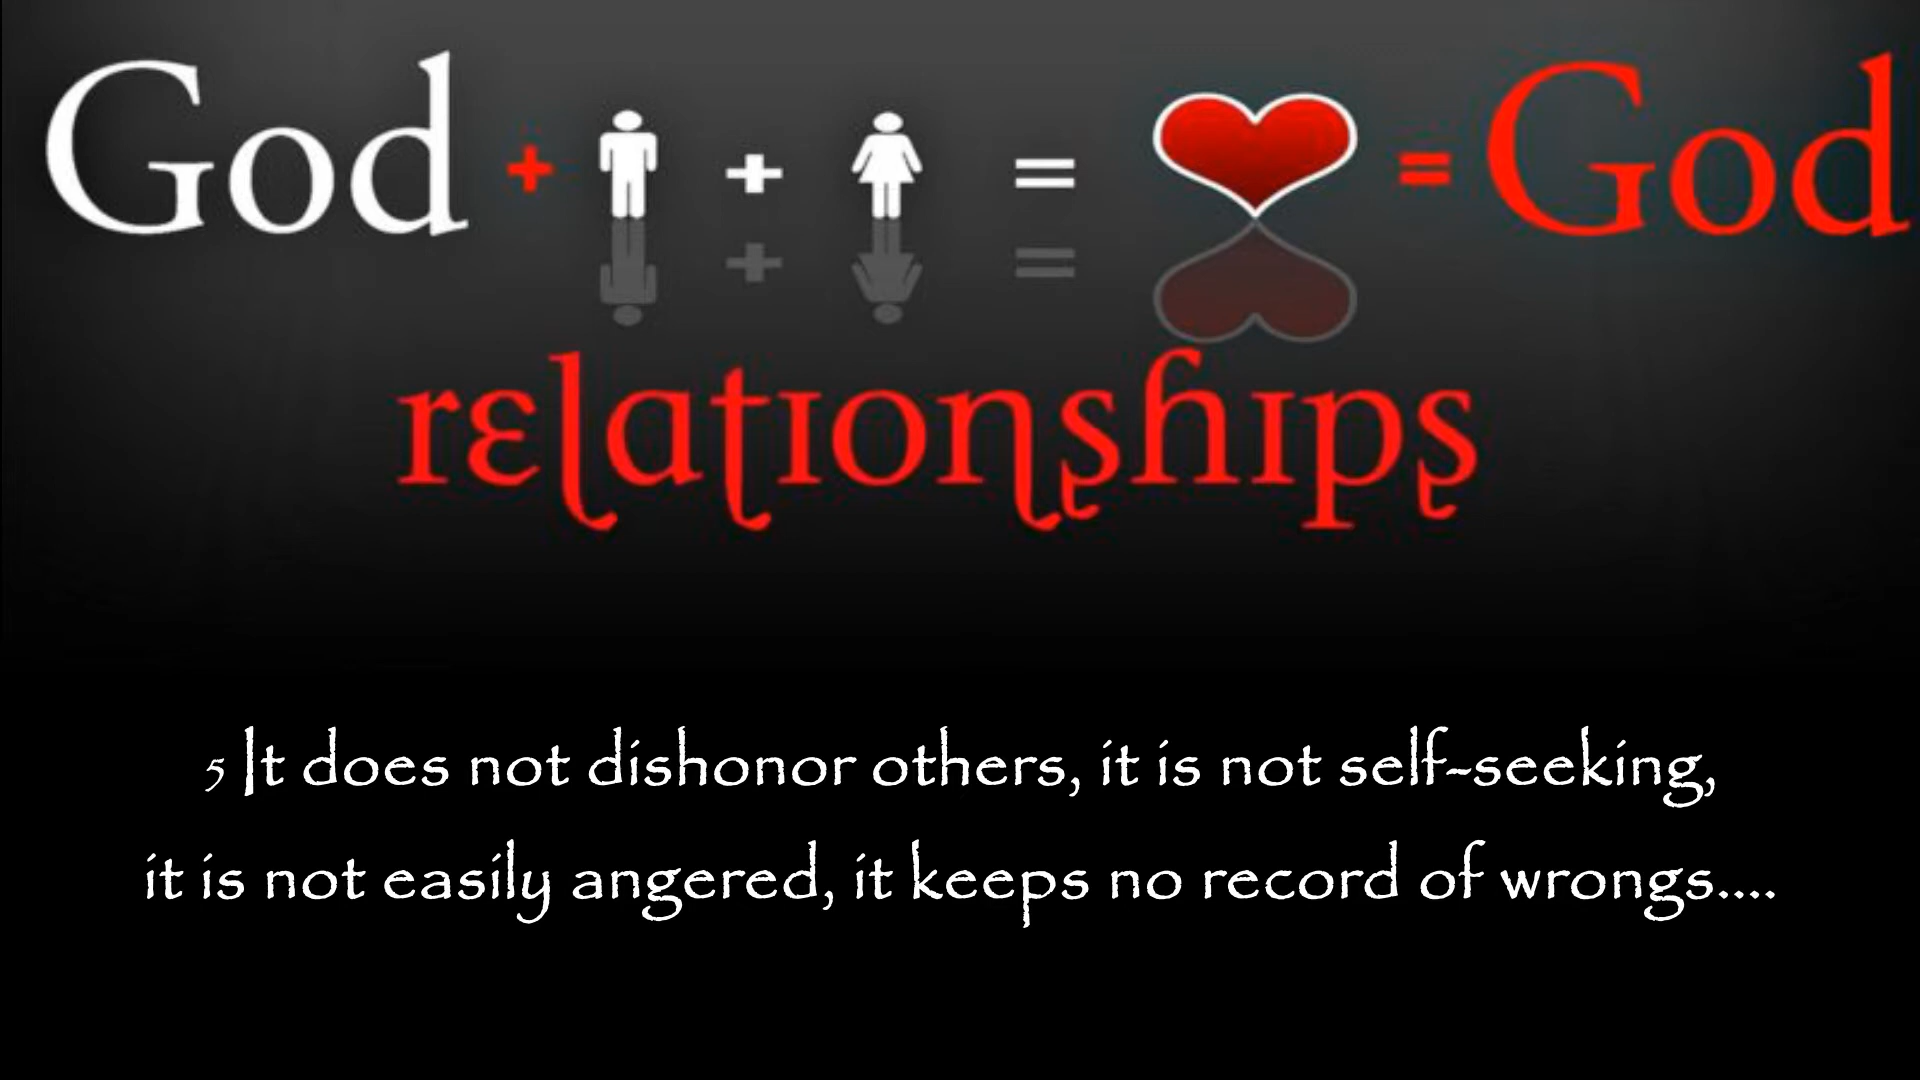 God + + = = God
relationships
5 It does not dishonor others, it is not self-seeking,
it is not easily angered, it keeps no record of wrongs....